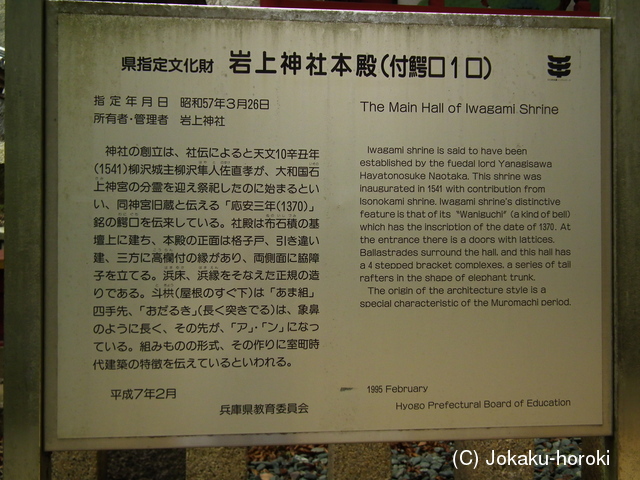 県指定文化財 岩上神社本殿(付鰐口1口)
指定年月日 昭和57年3月26日
所有者・管理者 岩上神社
神社の創立は、社伝によると天文10辛丑年
(1541)柳沢城主柳沢隼人佐直孝が、大和国石
上神宮の分霊を迎え祭祀したのに始まるとい
い、同神宮旧蔵と伝える「応安三年(1370)」
銘の鰐口を伝来している。社殿は布石積の基
壇上に建ち、本殿の正面は格子戸、引き違い
建、三方に高欄付の縁があり、両側面に脇障
子を立てる。浜床、浜縁をそなえた正規の造
りである。斗栱(屋根のすぐ下)は「あま組」
四手先、「おだるき」(長く突きでる)は、象鼻
のように長く、その先が、「ア」・「ン」になっ
ている。組みものの形式、その作りに室町時
代建築の特徴を伝えているといわれる。
平成7年2月
兵庫県教育委員会
The Main Hall of Iwagami Shrine
Iwagami shrine is said to have been
established by the fuedal lord Yanagisawa
Hayatonosuke Naotaka. This shrine was
inaugurated in 1541 with contribution from
Isonokami shrine. Iwagami shrine's distinctive
feature is that of its "Waniguchi" (a kind of bell)
which has the inscription of the date of 1370. At
the entrance there is a doors with lattices.
Ballastrades surround the hall, and this hall has
a 4 stepped bracket complexes, a series of tail
rafters in the shape of elephant trunk.
The origin of the architecture style is a
special characteristic of the Muromachi period.
1995 February
Hyogo Prefectural Board of Education
(C) Jokaku-horoki